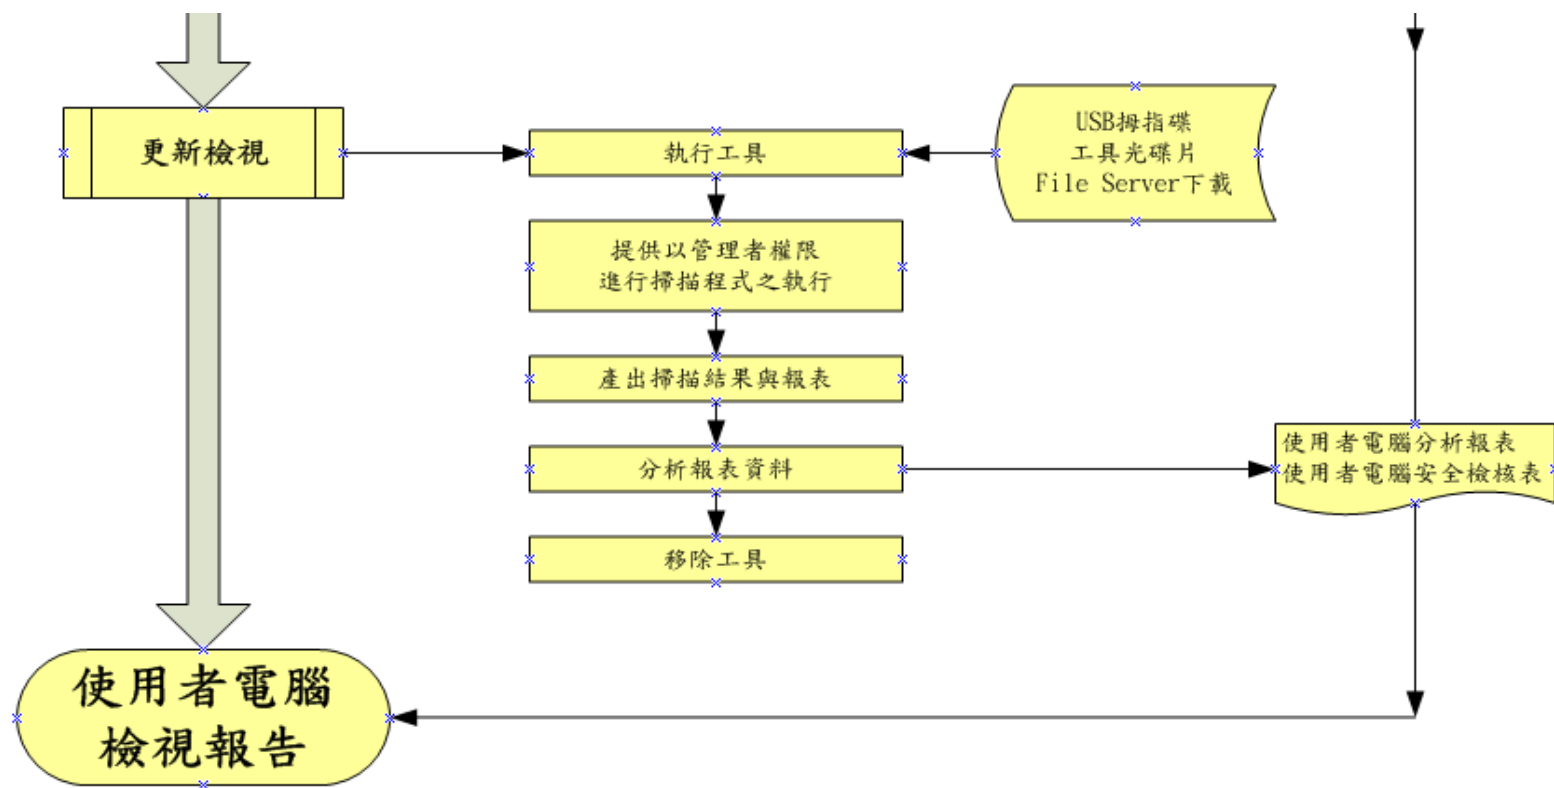 更新檢視
執行工具
USB拇指碟
工具光碟片
File Server下載
提供以管理者權限
進行掃描程式之執行
產出掃描結果與報表
分析報表資料
使用者電腦分析報表
使用者電腦安全檢核表
移除工具
使用者電腦
檢視報告